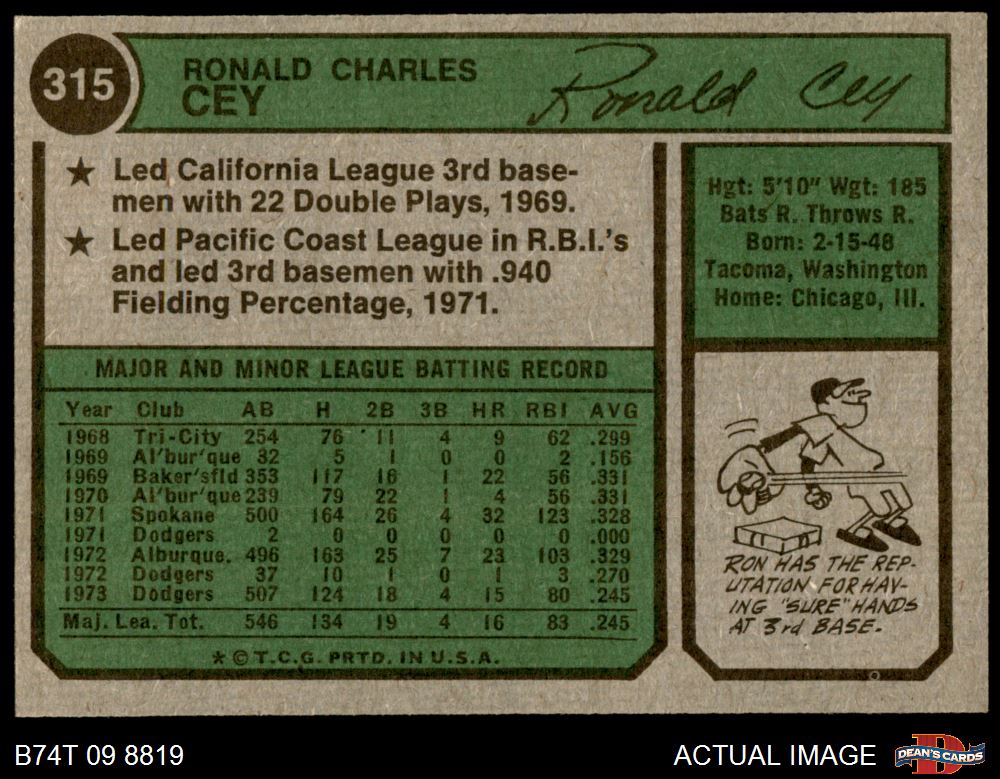 315
RONALD CHARLES
CEY
Ronald Cey
★ Led California League 3rd base-
men with 22 Double Plays, 1969.
★ Led Pacific Coast League in R.B.I.'s
and led 3rd basemen with .940
Fielding Percentage, 1971.
Hgt: 5'10" Wgt: 185
Bats R. Throws R.
Born: 2-15-48
Tacoma, Washington
Home: Chicago, Ill.
MAJOR AND MINOR LEAGUE BATTING RECORD
Year Club AB H 2B 3B HR RBI AVG
1968 Tri-City 254 76 11 4 9 62 .299
1969 Al'bur'que 32 5 1 0 0 2 .156
1969 Baker'sfld 353 117 16 1 22 56 .331
1970 Al'bur'que 239 79 22 1 4 56 .331
1971 Spokane 500 164 26 4 32 123 .328
1971 Dodgers 2 0 0 0 0 0 .000
1972 Alburque. 496 163 25 7 23 103 .329
1972 Dodgers 37 10 1 0 1 3 .270
1973 Dodgers 507 124 18 4 15 80 .245
Maj. Lea. Tot. 546 134 19 4 16 83 .245
* © T.C.G. PRTD. IN U.S.A.
RON HAS THE REP-
UTATION FOR HAV-
ING "SURE" HANDS
AT 3rd BASE.
B74T 09 8819
ACTUAL IMAGE
DEAN'S CARDS